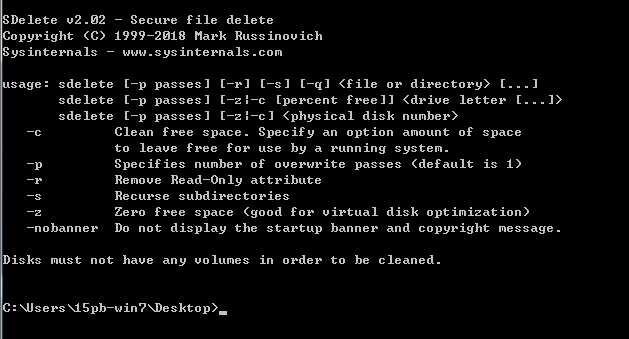 SDelete v2.02 - Secure file delete
Copyright (C) 1999-2018 Mark Russinovich
Sysinternals - www.sysinternals.com
usage: sdelete [-p passes] [-r] [-s] [-q] <file or directory> [...]
sdelete [-p passes] [-z¦-c [percent free]] <drive letter [...]>
sdelete [-p passes] [-z¦-c] <physical disk number>
-c Clean free space. Specify an option amount of space
to leave free for use by a running system.
-p Specifies number of overwrite passes (default is 1)
-r Remove Read-Only attribute
-s Recurse subdirectories
-z Zero free space (good for virtual disk optimization)
-nobanner Do not display the startup banner and copyright message.
Disks must not have any volumes in order to be cleaned.
C:\Users\15pb-win7\Desktop>_